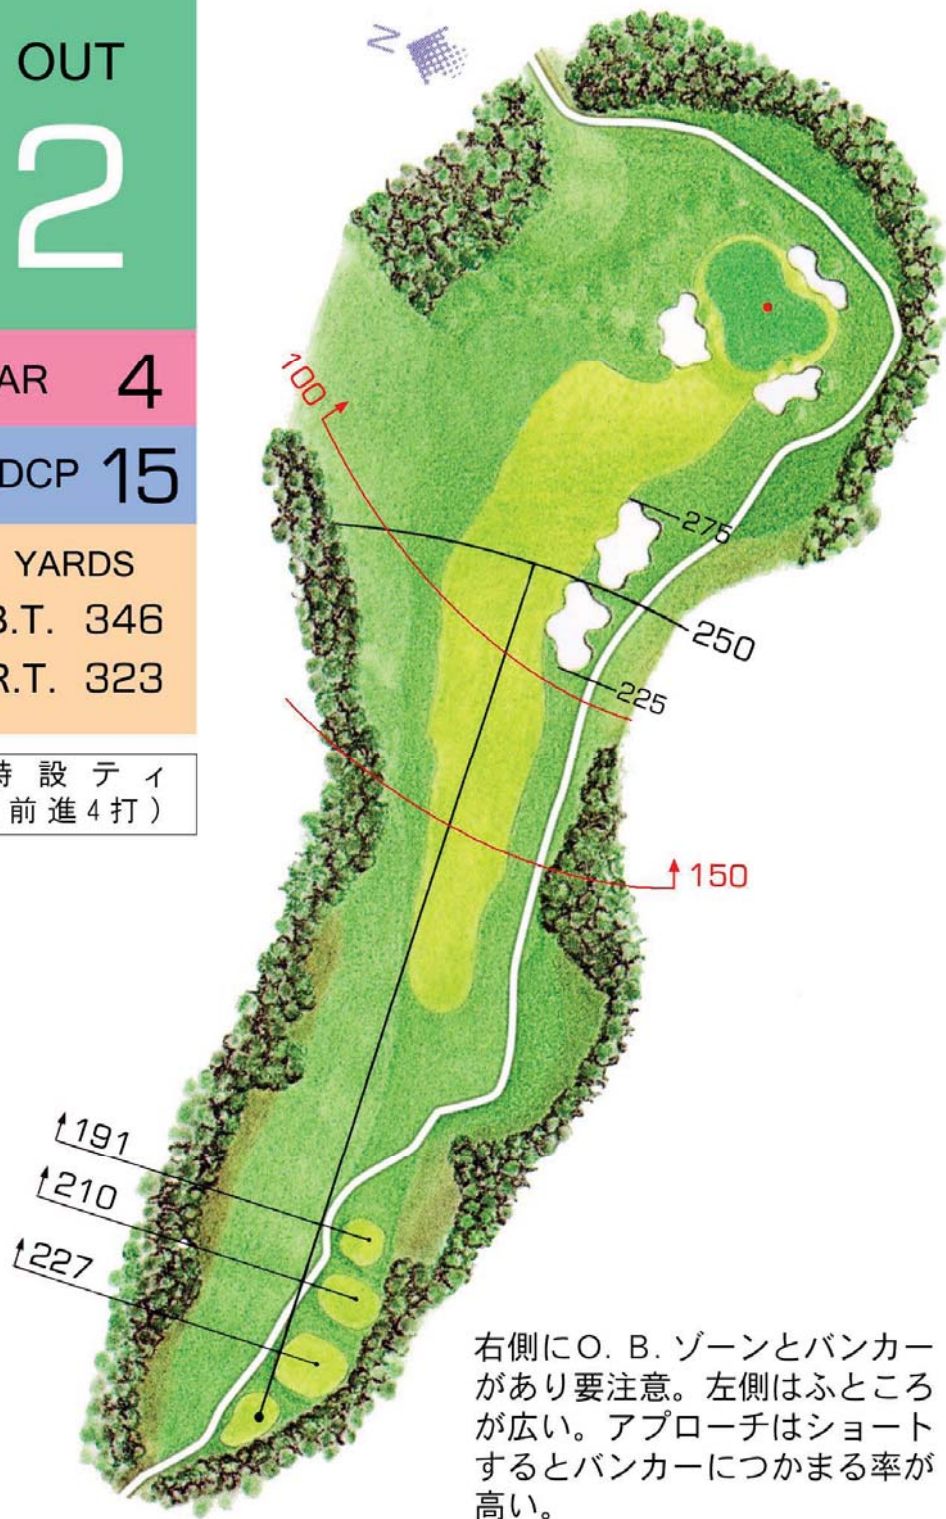 OUT
2
AR 4
DCP 15
YARDS
B.T. 346
R.T. 323
特設ティ
前進4打）
N
100
275
250
225
150
191
210
227
右側にO. B. ゾーンとバンカー
があり要注意。左側はふところ
が広い。アプローチはショート
するとバンカーにつかまる率が
高い。